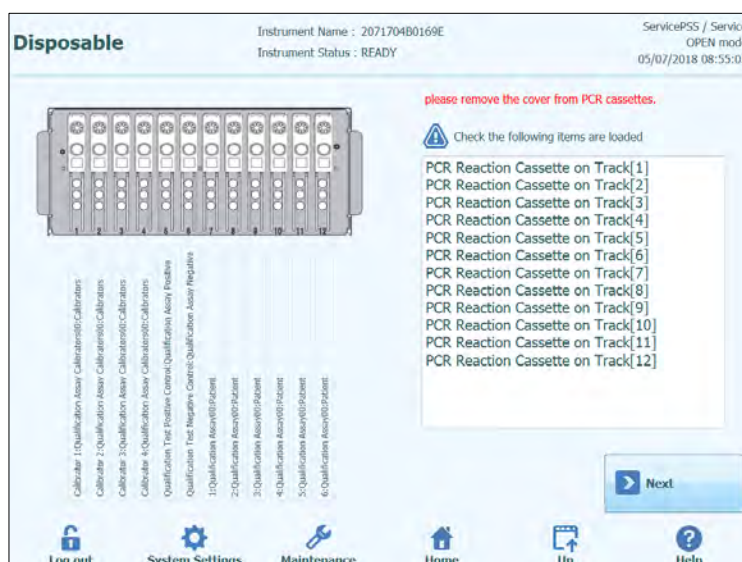 Disposable
Instrument Name : 2071704B0169E
Instrument Status : READY
ServicePSS / Servic
OPEN mod
05/07/2018 08:55:0
please remove the cover from PCR cassettes.
Check the following items are loaded
PCR Reaction Cassette on Track[1]
PCR Reaction Cassette on Track[2]
PCR Reaction Cassette on Track[3]
PCR Reaction Cassette on Track[4]
PCR Reaction Cassette on Track[5]
PCR Reaction Cassette on Track[6]
PCR Reaction Cassette on Track[7]
PCR Reaction Cassette on Track[8]
PCR Reaction Cassette on Track[9]
PCR Reaction Cassette on Track[10]
PCR Reaction Cassette on Track[11]
PCR Reaction Cassette on Track[12]
1 2 3 4 5 6 7 8 9 10 11 12
Calibrator 1:Qualification Assay Calibrators00:Calibrators
Calibrator 2:Qualification Assay Calibrators00:Calibrators
Calibrator 3:Qualification Assay Calibrators00:Calibrators
Calibrator 4:Qualification Assay Calibrators00:Calibrators
Qualification Test Positive Control:Qualification Assay Positive
Qualification Test Negative Control:Qualification Assay Negative
1:Qualification Assay00:Patient
2:Qualification Assay00:Patient
3:Qualification Assay00:Patient
4:Qualification Assay00:Patient
5:Qualification Assay00:Patient
6:Qualification Assay00:Patient
Next
Log out
System Settings
Maintenance
Home
Up
Help